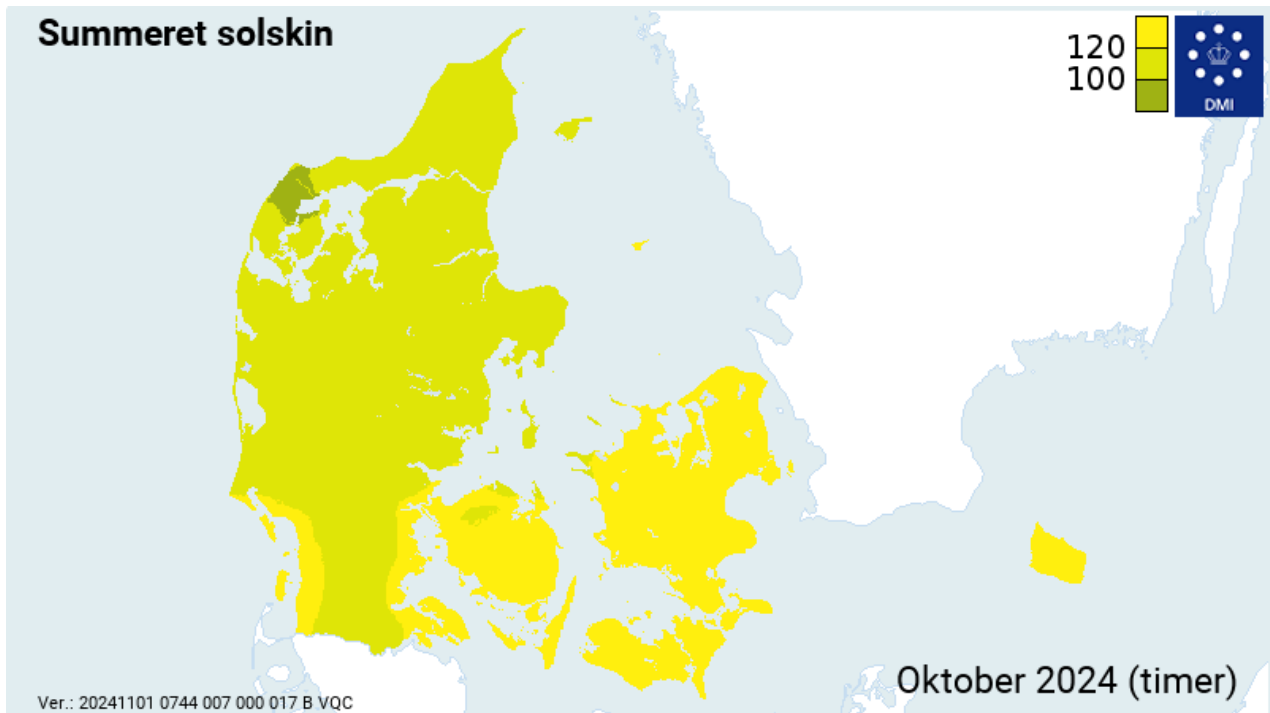 Summeret solskin
120
100
DMI
Oktober 2024 (timer)
Ver.: 20241101 0744 007 000 017 B VQC